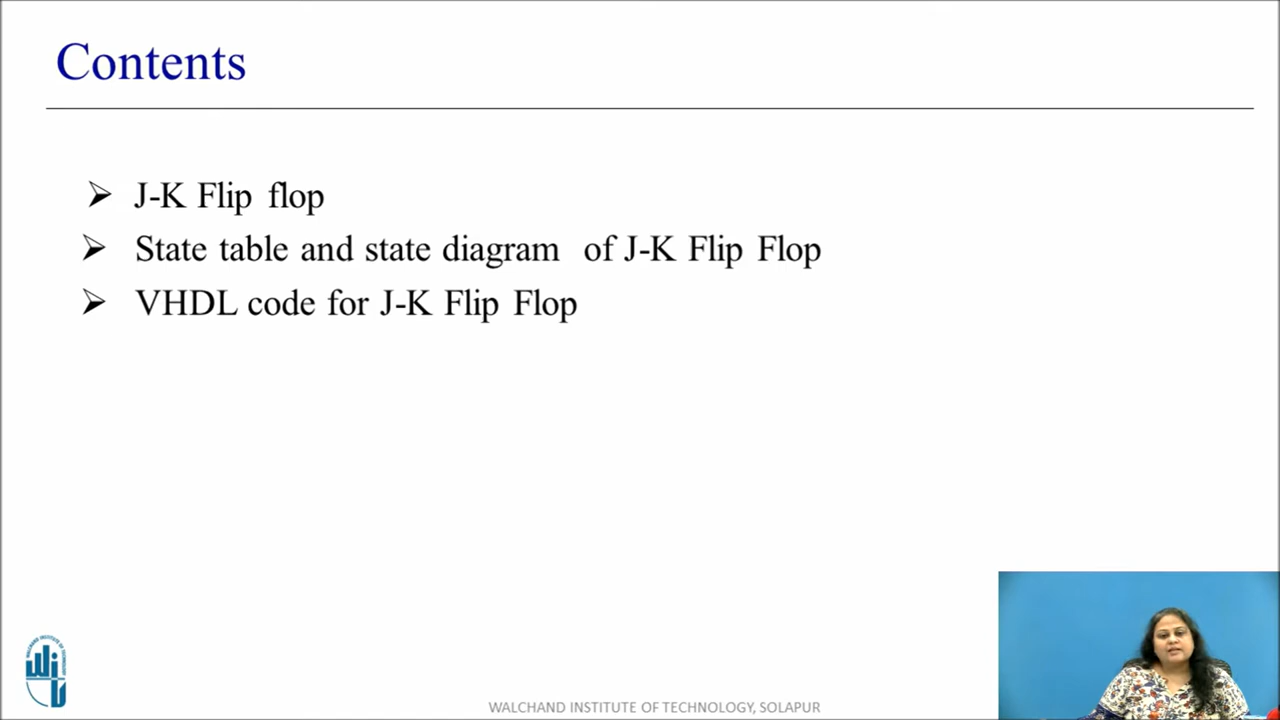 Contents
J-K Flip flop
State table and state diagram of J-K Flip Flop
VHDL code for J-K Flip Flop
WALCHAND INSTITUTE OF TECHNOLOGY, SOLAPUR